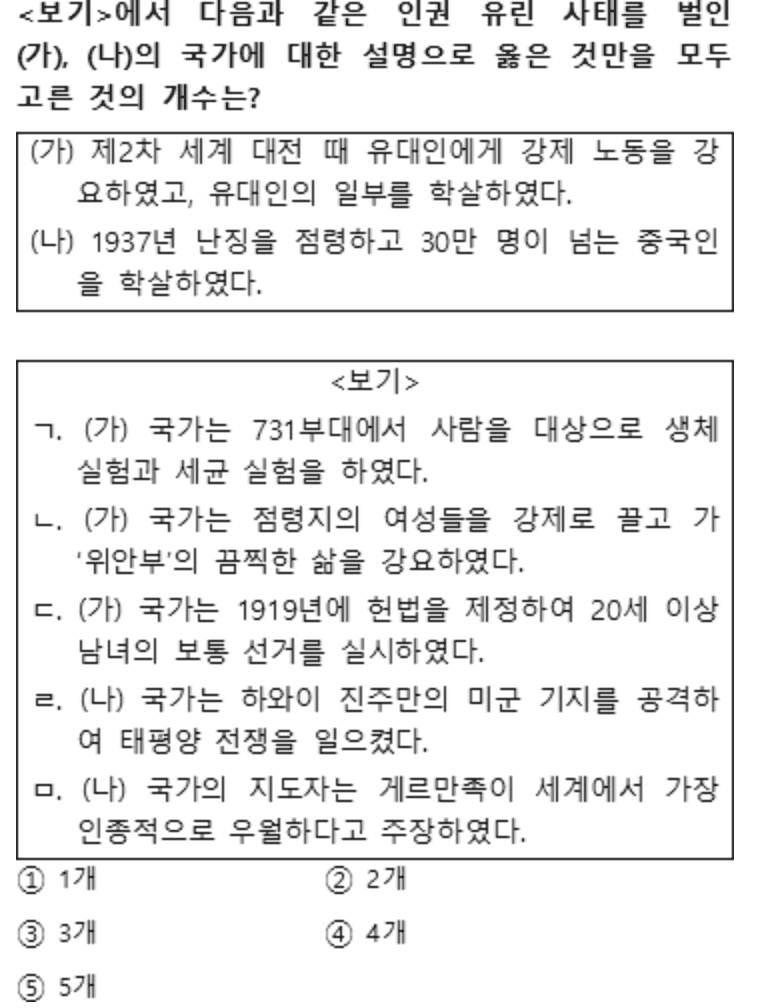 <보기>에서 다음과 같은 인권 유린 사태를 벌인
(가), (나)의 국가에 대한 설명으로 옳은 것만을 모두
고른 것의 개수는?
(가) 제2차 세계 대전 때 유대인에게 강제 노동을 강
요하였고, 유대인의 일부를 학살하였다.
(나) 1937년 난징을 점령하고 30만 명이 넘는 중국인
을 학살하였다.
<보기>
ㄱ. (가) 국가는 731부대에서 사람을 대상으로 생체
실험과 세균 실험을 하였다.
ㄴ. (가) 국가는 점령지의 여성들을 강제로 끌고 가
'위안부'의 끔찍한 삶을 강요하였다.
ㄷ. (가) 국가는 1919년에 헌법을 제정하여 20세 이상
남녀의 보통 선거를 실시하였다.
ㄹ. (나) 국가는 하와이 진주만의 미군 기지를 공격하
여 태평양 전쟁을 일으켰다.
ㅁ. (나) 국가의 지도자는 게르만족이 세계에서 가장
인종적으로 우월하다고 주장하였다.
① 1개 ② 2개
③ 3개 ④ 4개
⑤ 5개